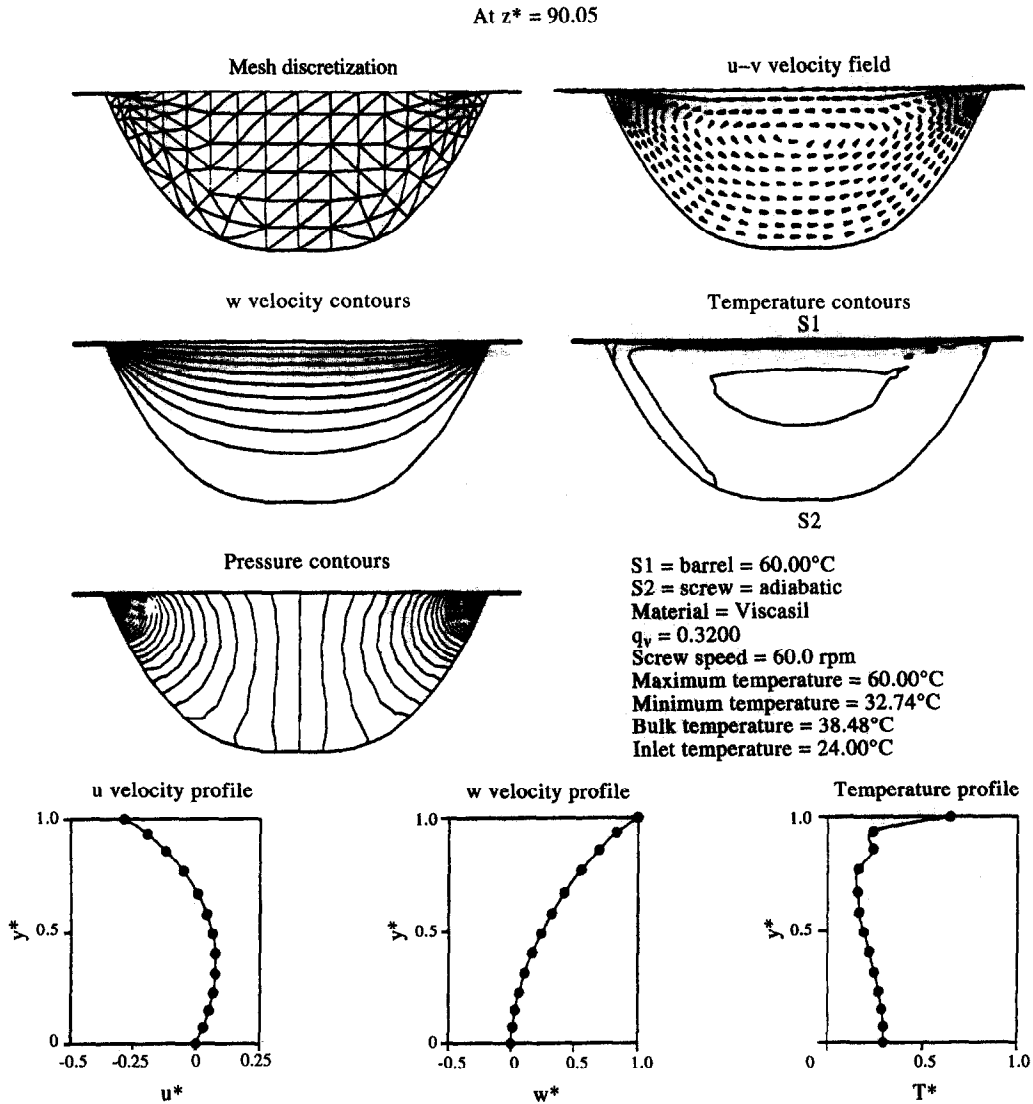 At z* = 90.05
Mesh discretization
u–v velocity field
w velocity contours
Temperature contours
S1
S2
Pressure contours
S1 = barrel = 60.00°C
S2 = screw = adiabatic
Material = Viscasil
qv = 0.3200
Screw speed = 60.0 rpm
Maximum temperature = 60.00°C
Minimum temperature = 32.74°C
Bulk temperature = 38.48°C
Inlet temperature = 24.00°C
u velocity profile
1.0
0.5
0
y*
-0.5 -0.25 0 0.25
u*
w velocity profile
1.0
0.5
0
y*
-0.5 0 0.5 1.0
w*
Temperature profile
1.0
0.5
y*
0 0.5 1.0
T*